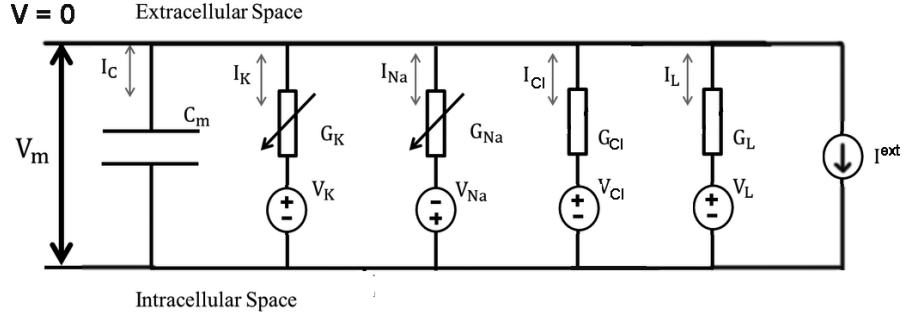 V = 0
Extracellular Space
I_C
I_K
I_Na
I_Cl
I_L
C_m
G_K
G_Na
G_Cl
G_L
V_m
I^ext
V_K
V_Na
V_Cl
V_L
+
-
-
+
+
-
+
-
Intracellular Space